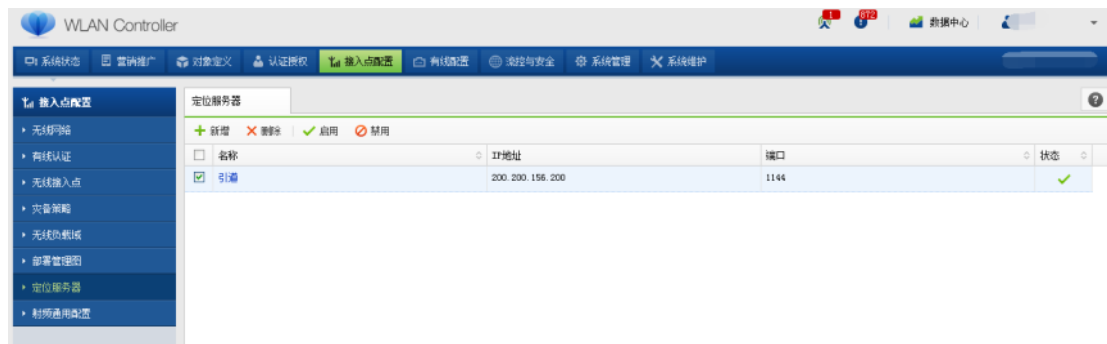 WLAN Controller
1
872
数据中心
系统状态 营销推广 对象定义 认证授权 接入点配置 有线配置 流控与安全 系统管理 系统维护
接入点配置
无线网络
有线认证
无线接入点
灾备策略
无线负载域
部署管理图
定位服务器
射频通用配置
定位服务器
新增 删除 启用 禁用
名称 IP地址 端口 状态
引道 200.200.156.200 1144